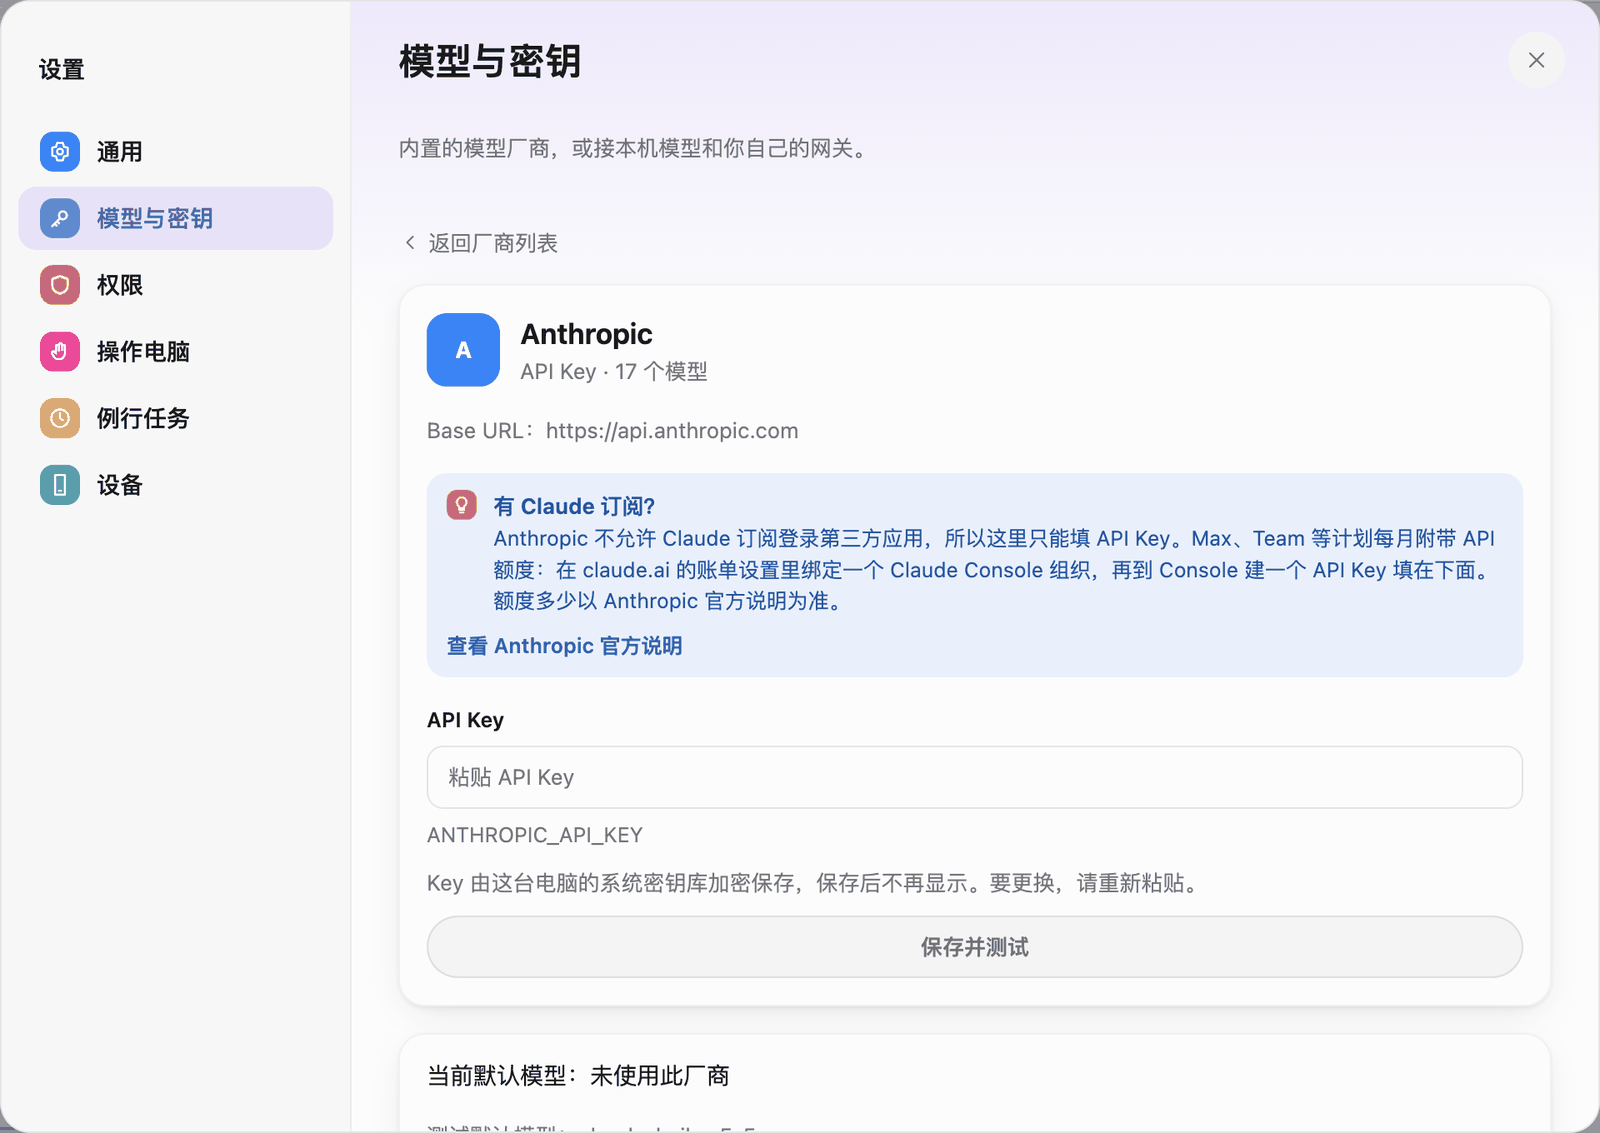 设置
通用
模型与密钥
权限
操作电脑
例行任务
设备
模型与密钥
内置的模型厂商，或接本机模型和你自己的网关。
返回厂商列表
A
Anthropic
API Key · 17 个模型
Base URL：https://api.anthropic.com
有 Claude 订阅?
Anthropic 不允许 Claude 订阅登录第三方应用，所以这里只能填 API Key。Max、Team 等计划每月附带 API
额度：在 claude.ai 的账单设置里绑定一个 Claude Console 组织，再到 Console 建一个 API Key 填在下面。
额度多少以 Anthropic 官方说明为准。
查看 Anthropic 官方说明
API Key
粘贴 API Key
ANTHROPIC_API_KEY
Key 由这台电脑的系统密钥库加密保存，保存后不再显示。要更换，请重新粘贴。
保存并测试
当前默认模型：未使用此厂商
测试默认模型：